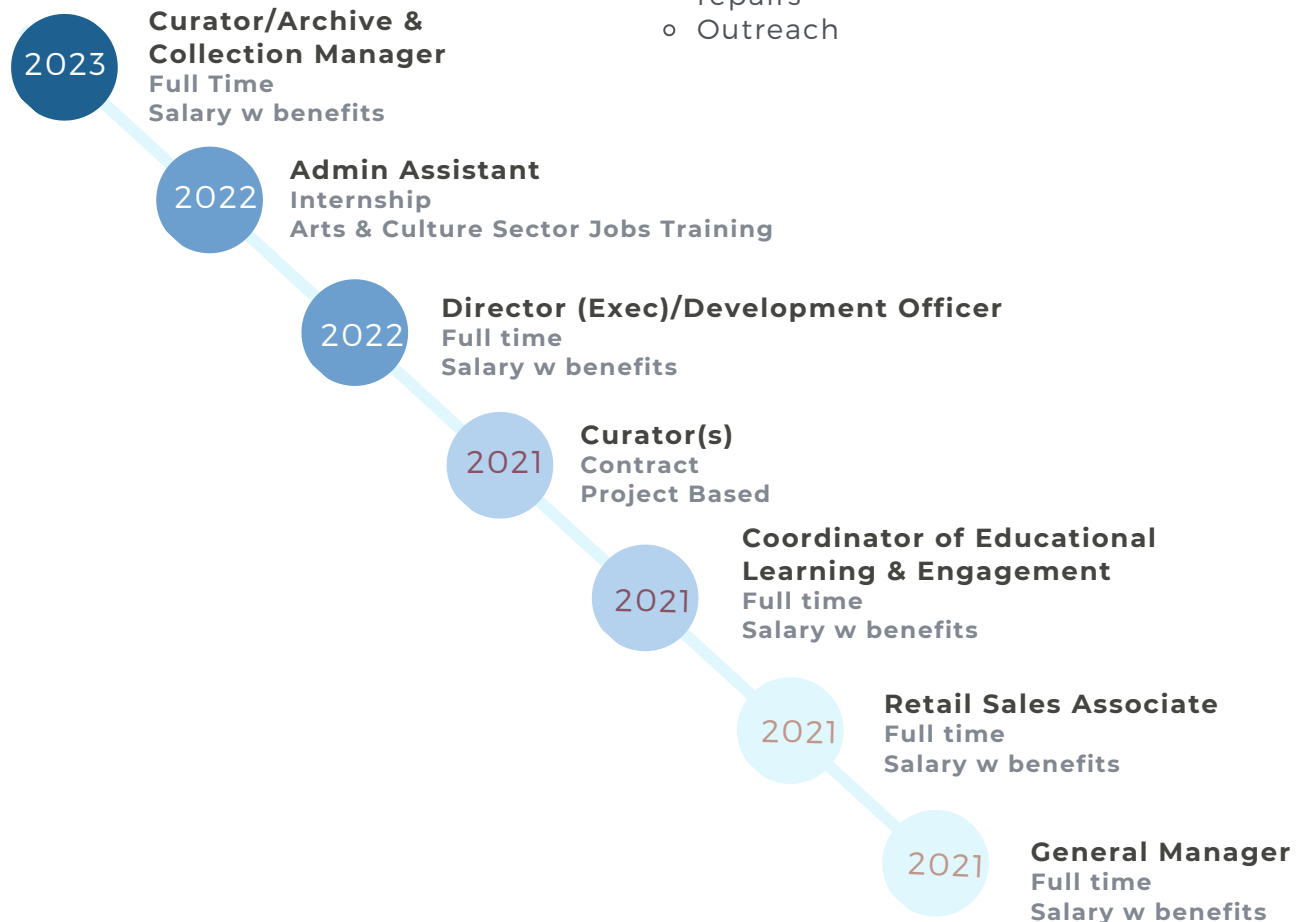 repairs
Outreach
2023
Curator/Archive &
Collection Manager
Full Time
Salary w benefits
2022
Admin Assistant
Internship
Arts & Culture Sector Jobs Training
2022
Director (Exec)/Development Officer
Full time
Salary w benefits
2021
Curator(s)
Contract
Project Based
2021
Coordinator of Educational
Learning & Engagement
Full time
Salary w benefits
2021
Retail Sales Associate
Full time
Salary w benefits
2021
General Manager
Full time
Salary w benefits